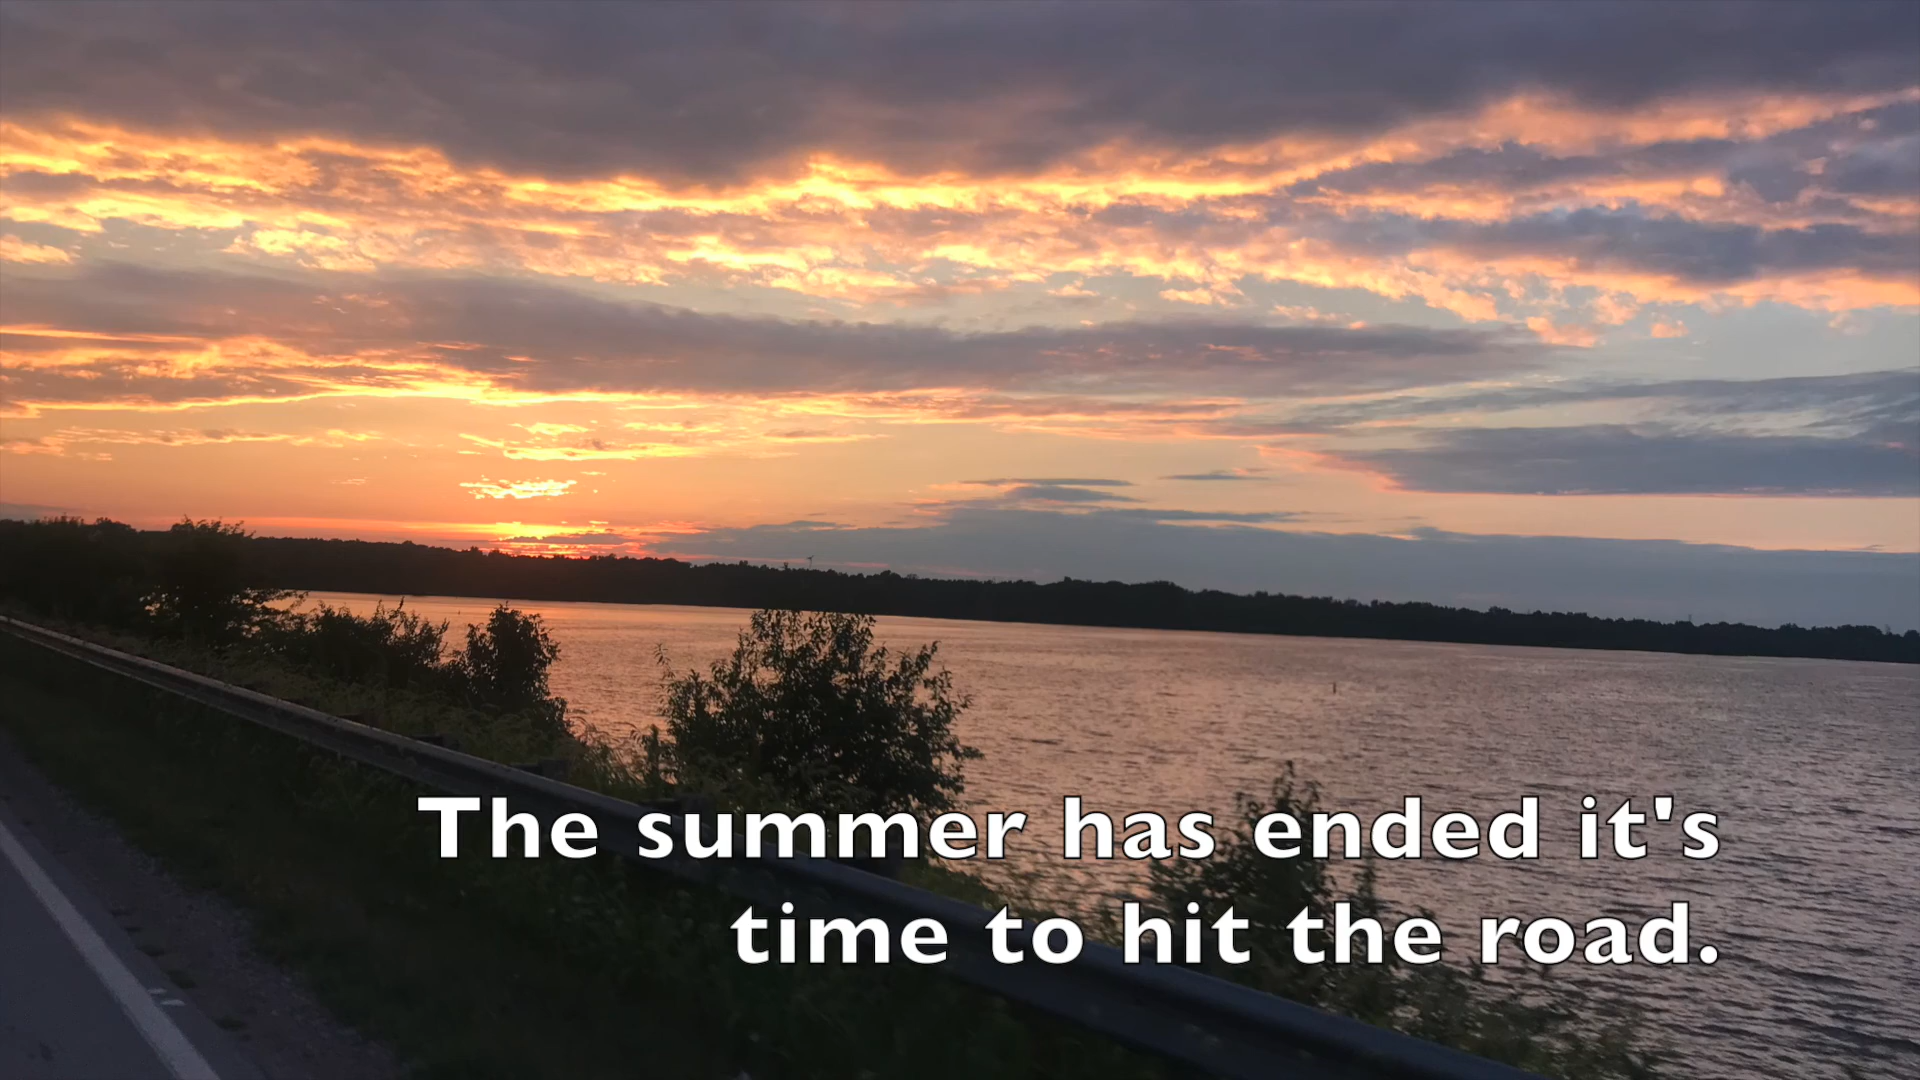 The summer has ended it's
time to hit the road.